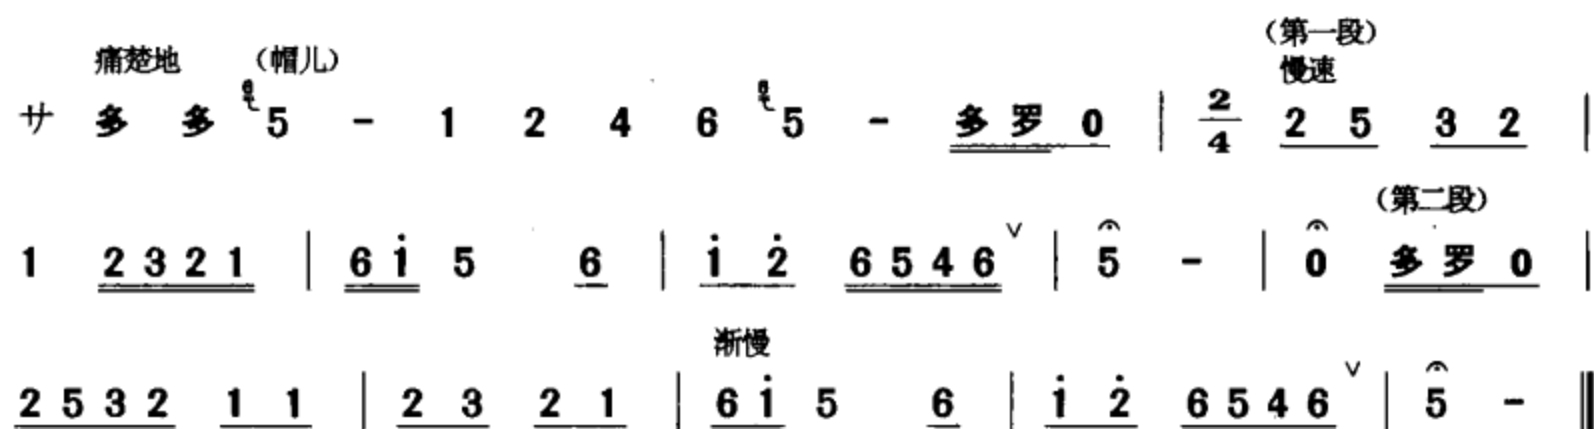 (第一段)
痛楚地 (帽儿) 慢速
サ 多 多 6 5 - 1 2 4 6 6 5 - 多 罗 0 | 2/4 2 5 3 2 |
(第二段)
1 2 3 2 1 | 6 i 5 6 | i 2 6 5 4 6 ∨ | 5 - | 0 多 罗 0 |
渐慢
2 5 3 2 1 1 | 2 3 2 1 | 6 i 5 6 | i 2 6 5 4 6 ∨ | 5 - ‖